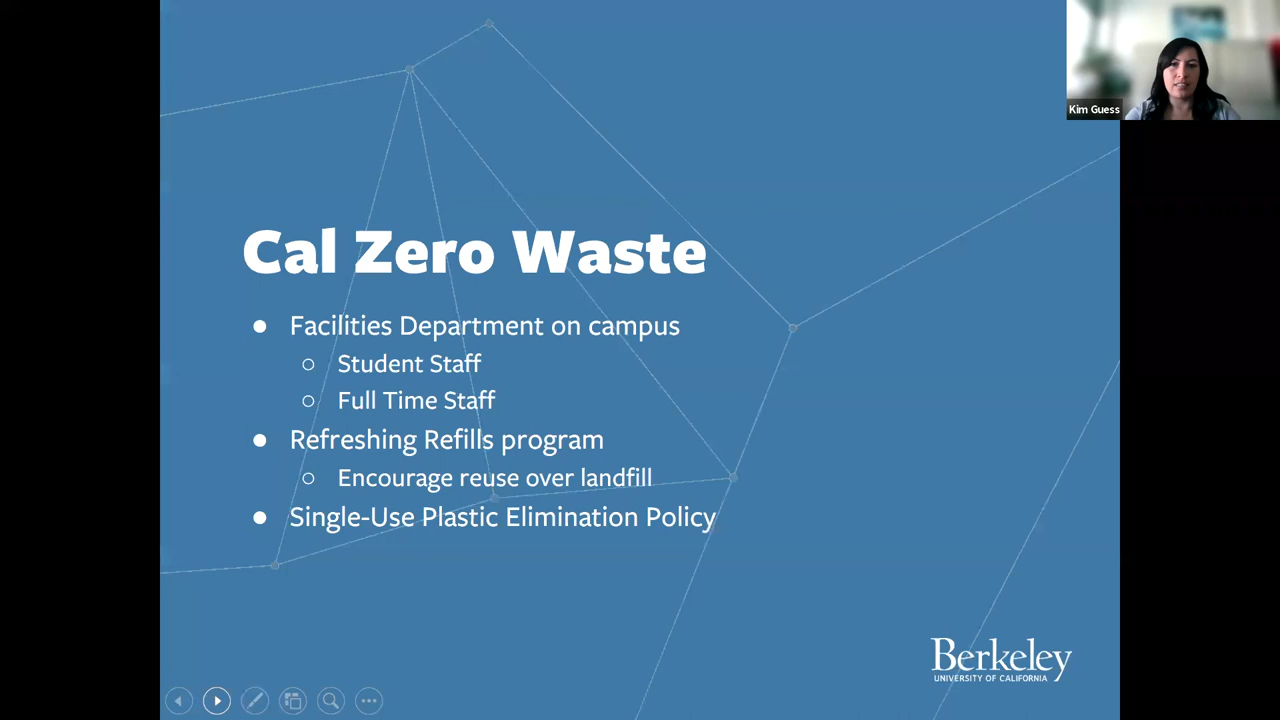 Kim Guess
Cal Zero Waste
● Facilities Department on campus
○ Student Staff
○ Full Time Staff
● Refreshing Refills program
○ Encourage reuse over landfill
● Single-Use Plastic Elimination Policy
Berkeley
UNIVERSITY OF CALIFORNIA